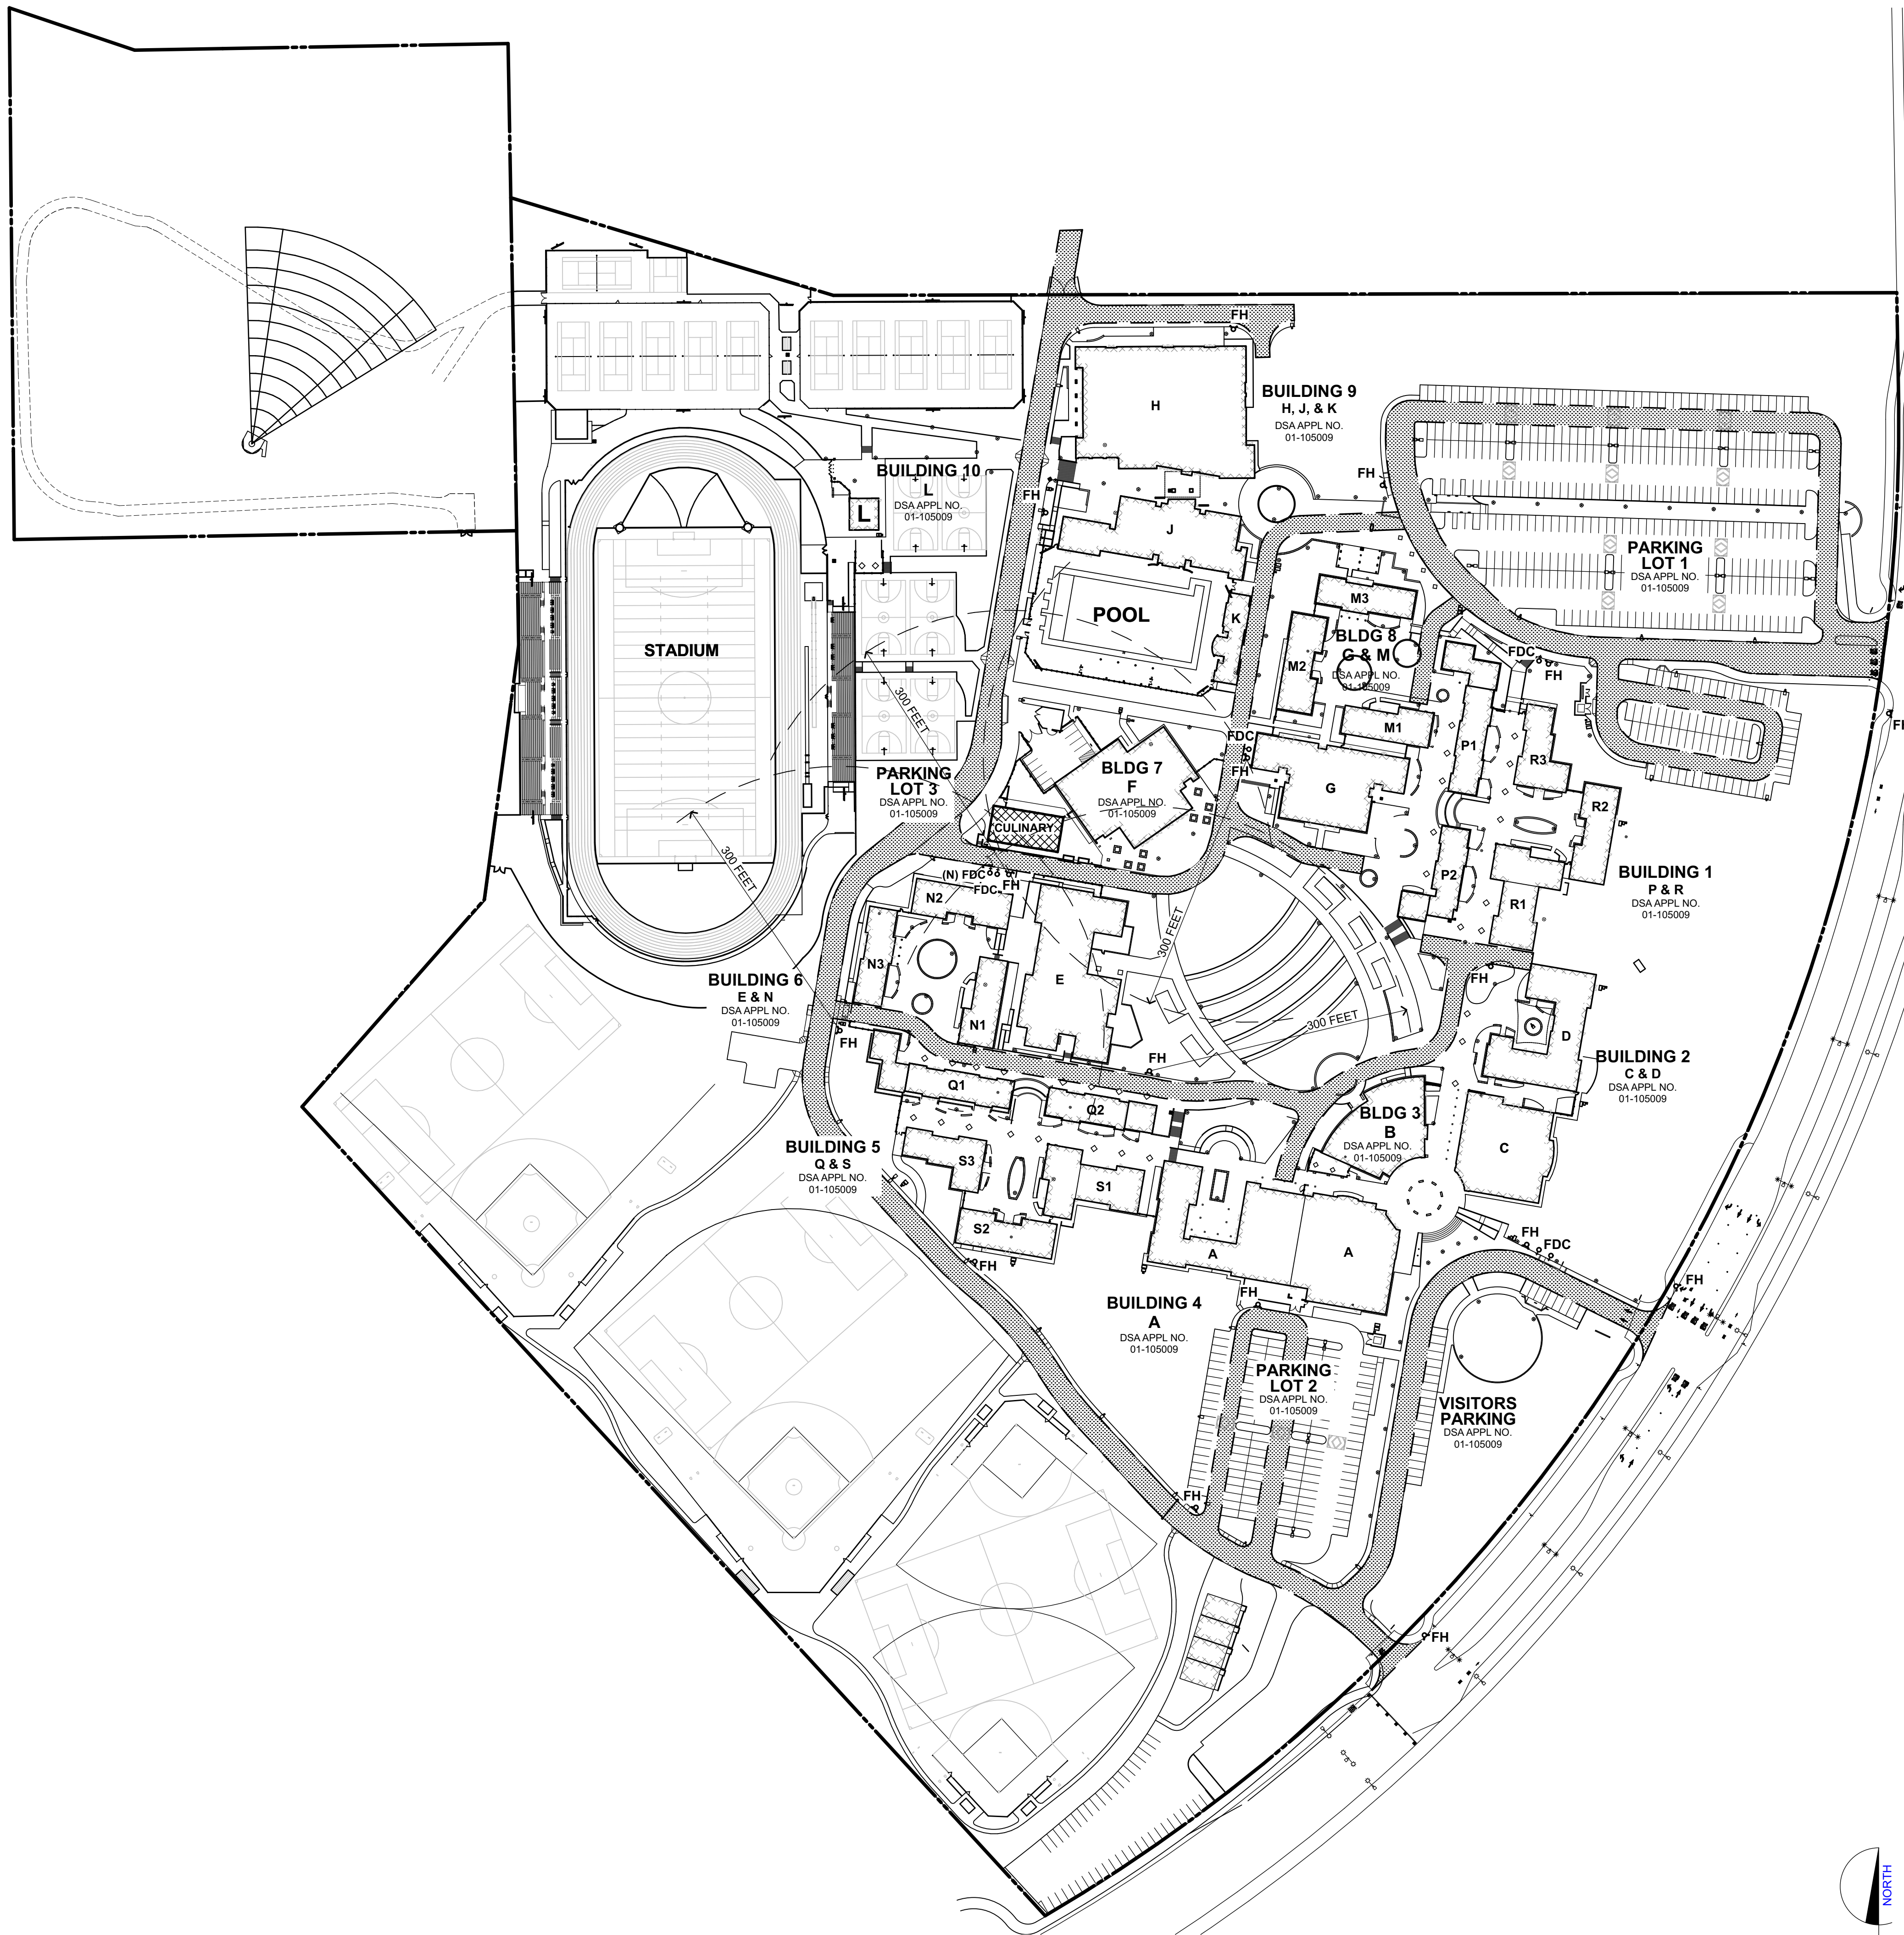 FH
BUILDING 9
H, J, & K
DSA APPL NO.
01-105009
H
FH
BUILDING 10
L
DSA APPL NO.
01-105009
L
FH
J
PARKING
LOT 1
DSA APPL NO.
01-105009
POOL
K
M3
BLDG 8
G & M
DSA APPL NO.
01-105009
M2
M1
STADIUM
FDC
FH
300 FEET
FDC
FH
P1
R3
FH
BLDG 7
F
DSA APPL NO.
01-105009
PARKING
LOT 3
DSA APPL NO.
01-105009
G
R2
CULINARY
300 FEET
(N) FDC
FDC
FH
N2
P2
R1
BUILDING 1
P & R
DSA APPL NO.
01-105009
300 FEET
N3
E
BUILDING 6
E & N
DSA APPL NO.
01-105009
FH
N1
FH
300 FEET
D
FH
BUILDING 2
C & D
DSA APPL NO.
01-105009
Q1
Q2
BLDG 3
B
DSA APPL NO.
01-105009
C
BUILDING 5
Q & S
DSA APPL NO.
01-105009
S3
S1
S2
FH
A
A
FH
FDC
FH
FH
BUILDING 4
A
DSA APPL NO.
01-105009
PARKING
LOT 2
DSA APPL NO.
01-105009
VISITORS
PARKING
DSA APPL NO.
01-105009
FH
FH
NORTH